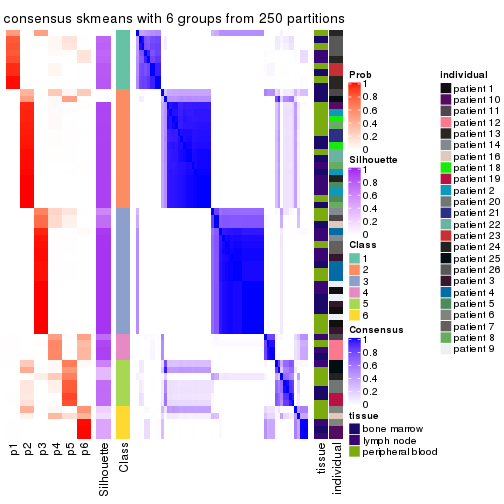 consensus skmeans with 6 groups from 250 partitions
p1
p2
p3
p4
p5
p6
Silhouette
Class
tissue
individual
Prob
1
0.8
0.6
0.4
0.2
0
Silhouette
1
0.8
0.6
0.4
0.2
0
Class
1
2
3
4
5
6
Consensus
1
0.8
0.6
0.4
0.2
0
tissue
bone marrow
lymph node
peripheral blood
individual
patient 1
patient 10
patient 11
patient 12
patient 13
patient 14
patient 16
patient 18
patient 19
patient 2
patient 20
patient 21
patient 22
patient 23
patient 24
patient 25
patient 26
patient 3
patient 4
patient 5
patient 6
patient 7
patient 8
patient 9